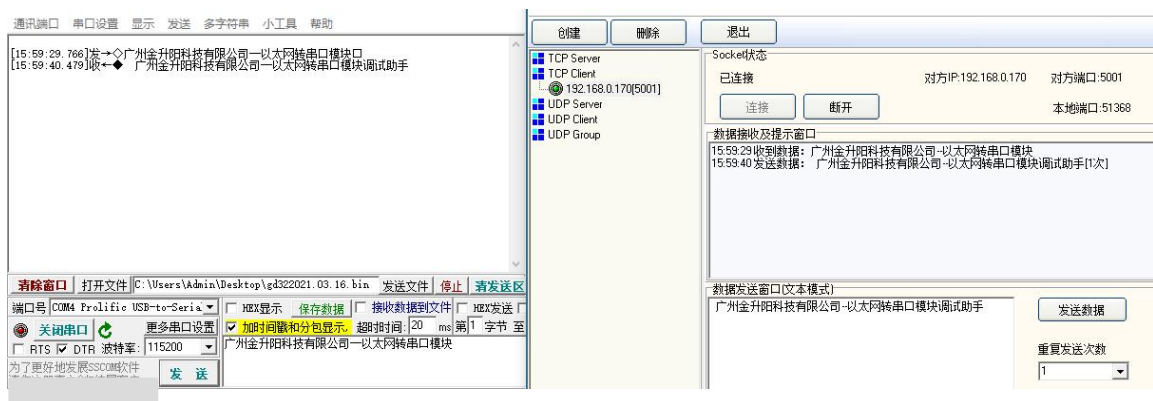 通讯端口 串口设置 显示 发送 多字符串 小工具 帮助
[15:59:29.766]发→◇广州金升阳科技有限公司—以太网转串口模块口
[15:59:40.479]收←◆ 广州金升阳科技有限公司—以太网转串口模块调试助手
清除窗口 打开文件 C:\Users\Admin\Desktop\gd322021.03.16.bin 发送文件 停止 清发送区
端口号 COM4 Prolific USB-to-Seria HEX显示 保存数据 接收数据到文件 HEX发送
关闭串口 更多串口设置 加时间戳和分包显示, 超时时间: 20 ms 第1 字节 至
RTS DTR 波特率: 115200 广州金升阳科技有限公司—以太网转串口模块
为了更好地发展SSCOM软件
发 送
创建 删除 退出
TCP Server
TCP Client
192.168.0.170[5001]
UDP Server
UDP Client
UDP Group
Socket状态
已连接 对方IP:192.168.0.170 对方端口:5001
连接 断开 本地端口:51368
数据接收及提示窗口
15:59:29 收到数据: 广州金升阳科技有限公司--以太网转串口模块
15:59:40 发送数据: 广州金升阳科技有限公司--以太网转串口模块调试助手[1次]
数据发送窗口(文本模式)
广州金升阳科技有限公司--以太网转串口模块调试助手
发送数据
重复发送次数
1